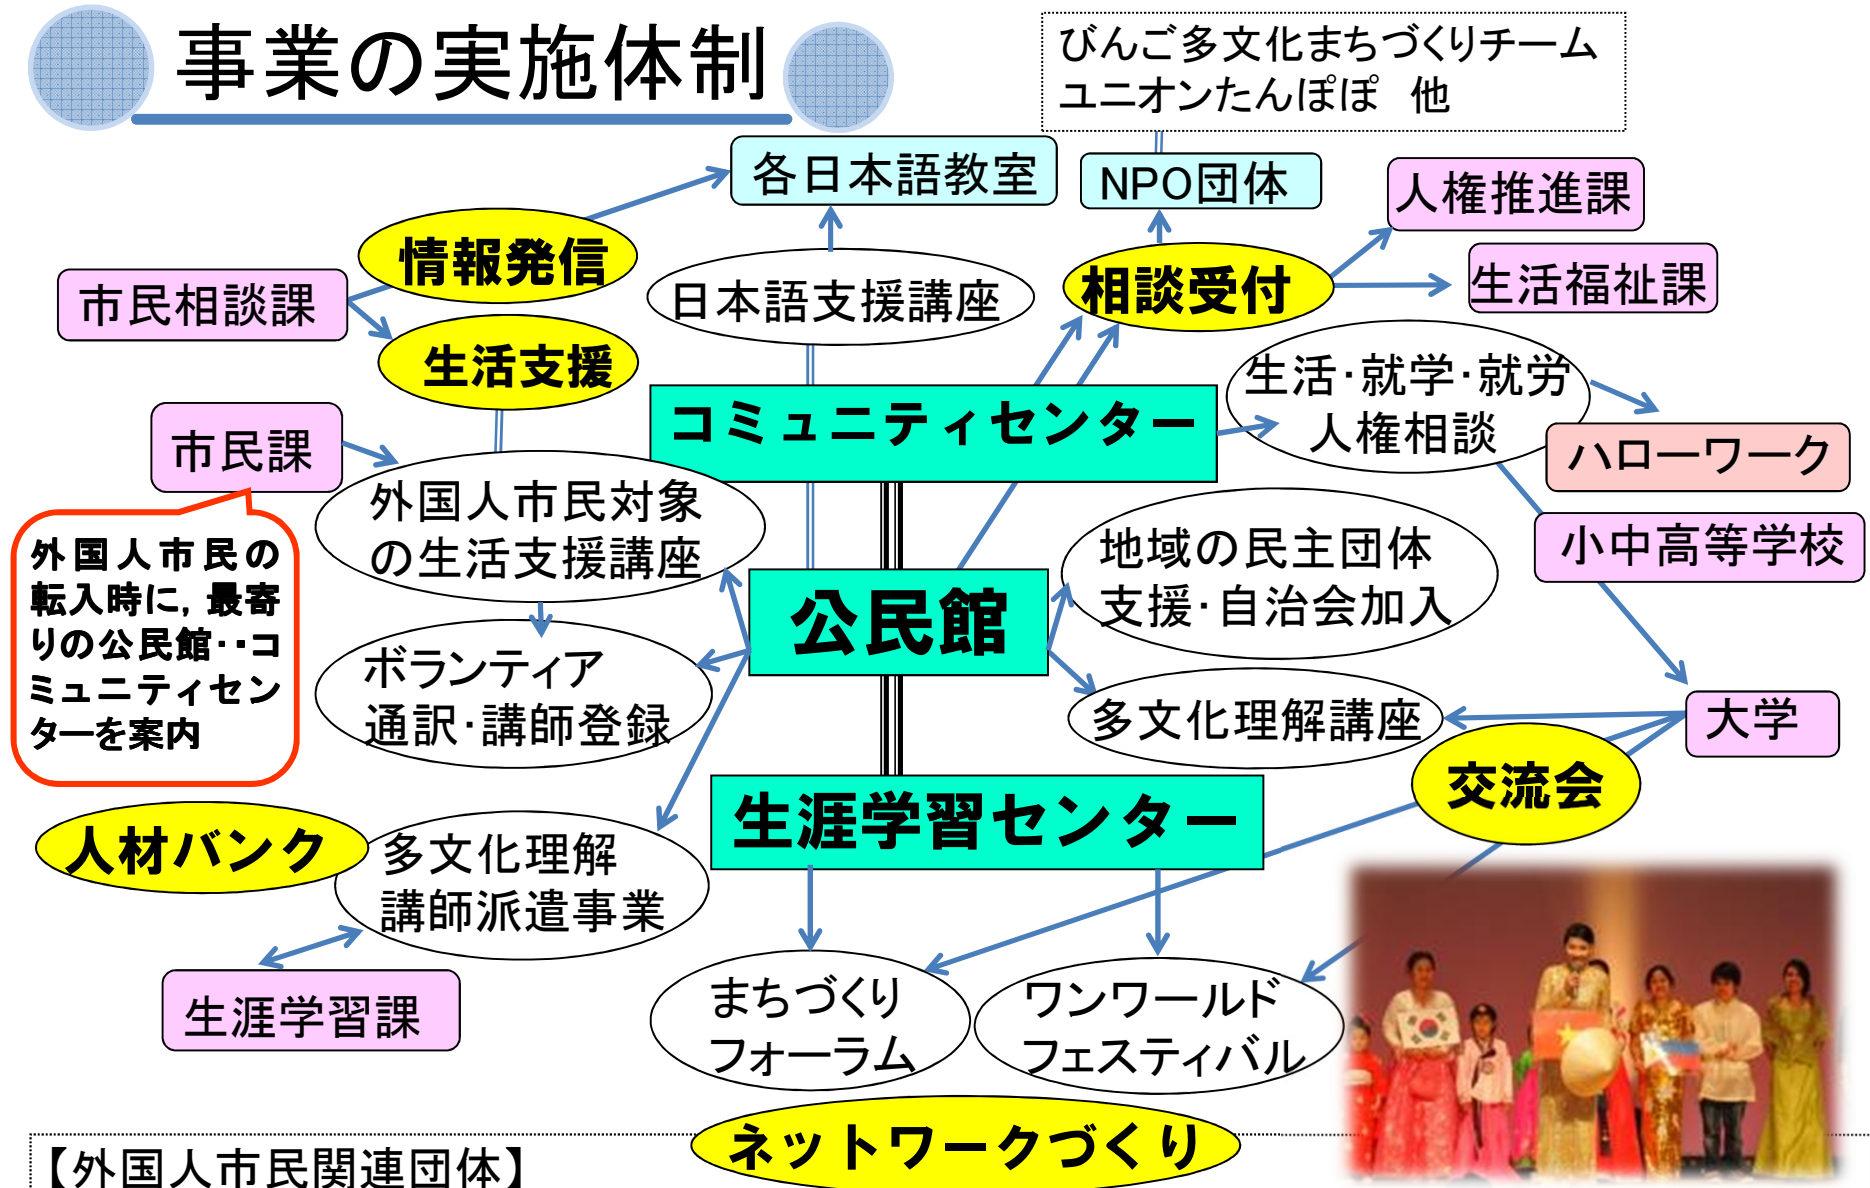 事業の実施体制
びんご多文化まちづくりチーム
ユニオンたんぽぽ 他
各日本語教室
NPO団体
人権推進課
情報発信
相談受付
生活福祉課
市民相談課
日本語支援講座
生活支援
生活・就学・就労
人権相談
コミュニティセンター
市民課
ハローワーク
外国人市民対象
の生活支援講座
地域の民主団体
支援・自治会加入
小中高等学校
外国人市民の
転入時に，最寄
りの公民館・・コ
ミュニティセン
ターを案内
公民館
ボランティア
通訳・講師登録
多文化理解講座
大学
交流会
生涯学習センター
人材バンク
多文化理解
講師派遣事業
生涯学習課
まちづくり
フォーラム
ワンワールド
フェスティバル
ネットワークづくり
【外国人市民関連団体】